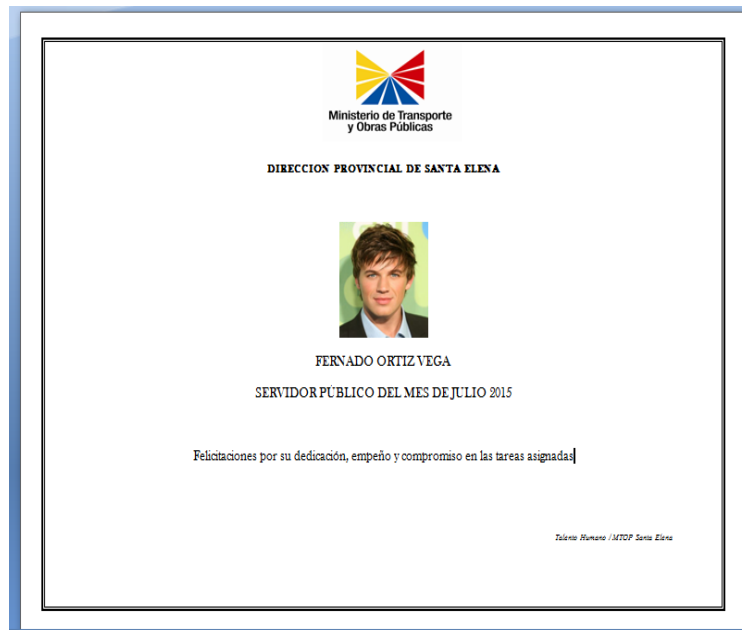 Ministerio de Transporte
y Obras Públicas
DIRECCION PROVINCIAL DE SANTA ELENA
FERNADO ORTIZ VEGA
SERVIDOR PÚBLICO DEL MES DE JULIO 2015
Felicitaciones por su dedicación, empeño y compromiso en las tareas asignadas
Talento Humano / MTOP Santa Elena